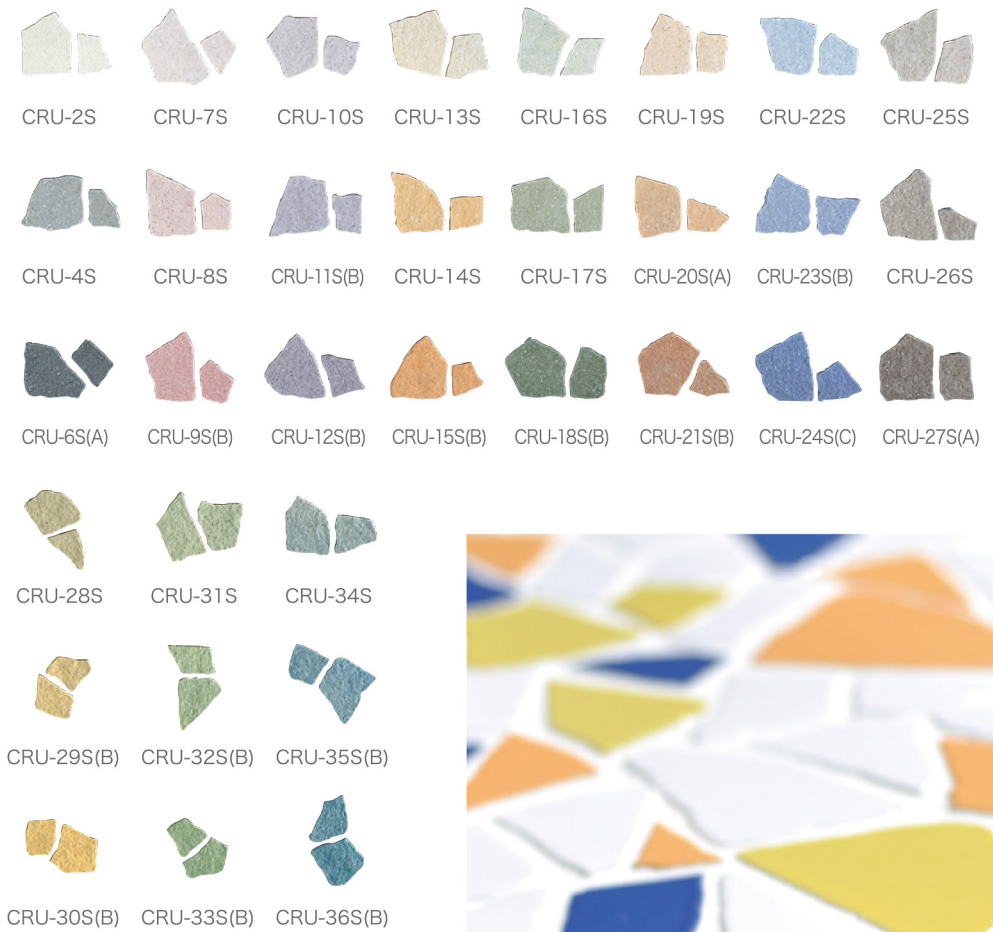 CRU-2S CRU-7S CRU-10S CRU-13S CRU-16S CRU-19S CRU-22S CRU-25S
CRU-4S CRU-8S CRU-11S(B) CRU-14S CRU-17S CRU-20S(A) CRU-23S(B) CRU-26S
CRU-6S(A) CRU-9S(B) CRU-12S(B) CRU-15S(B) CRU-18S(B) CRU-21S(B) CRU-24S(C) CRU-27S(A)
CRU-28S CRU-31S CRU-34S
CRU-29S(B) CRU-32S(B) CRU-35S(B)
CRU-30S(B) CRU-33S(B) CRU-36S(B)